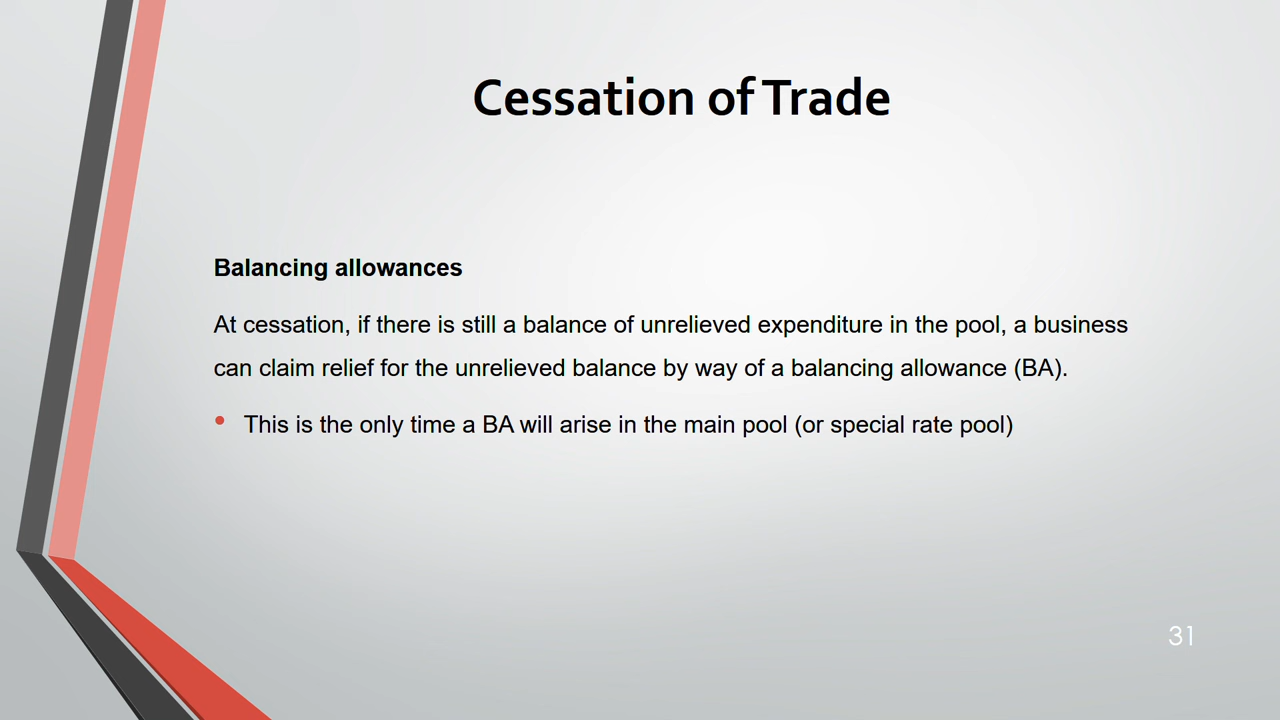 Cessation of Trade
Balancing allowances
At cessation, if there is still a balance of unrelieved expenditure in the pool, a business
can claim relief for the unrelieved balance by way of a balancing allowance (BA).
• This is the only time a BA will arise in the main pool (or special rate pool)
31